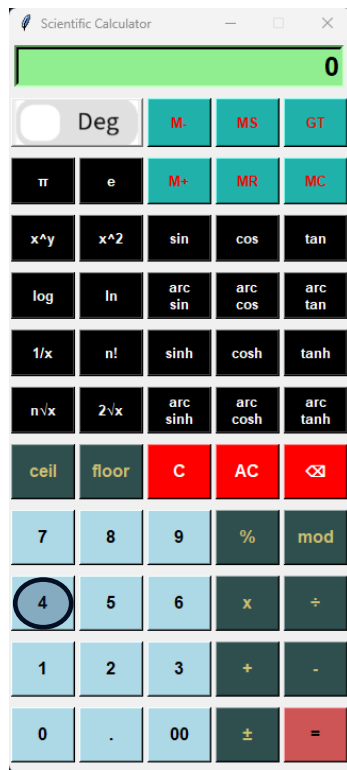 Scientific Calculator
0
Deg M- MS GT
π e M+ MR MC
x^y x^2 sin cos tan
log ln arc sin arc cos arc tan
1/x n! sinh cosh tanh
n√x 2√x arc sinh arc cosh arc tanh
ceil floor C AC ⌫
7 8 9 % mod
4 5 6 x ÷
1 2 3 + -
0 . 00 ± =